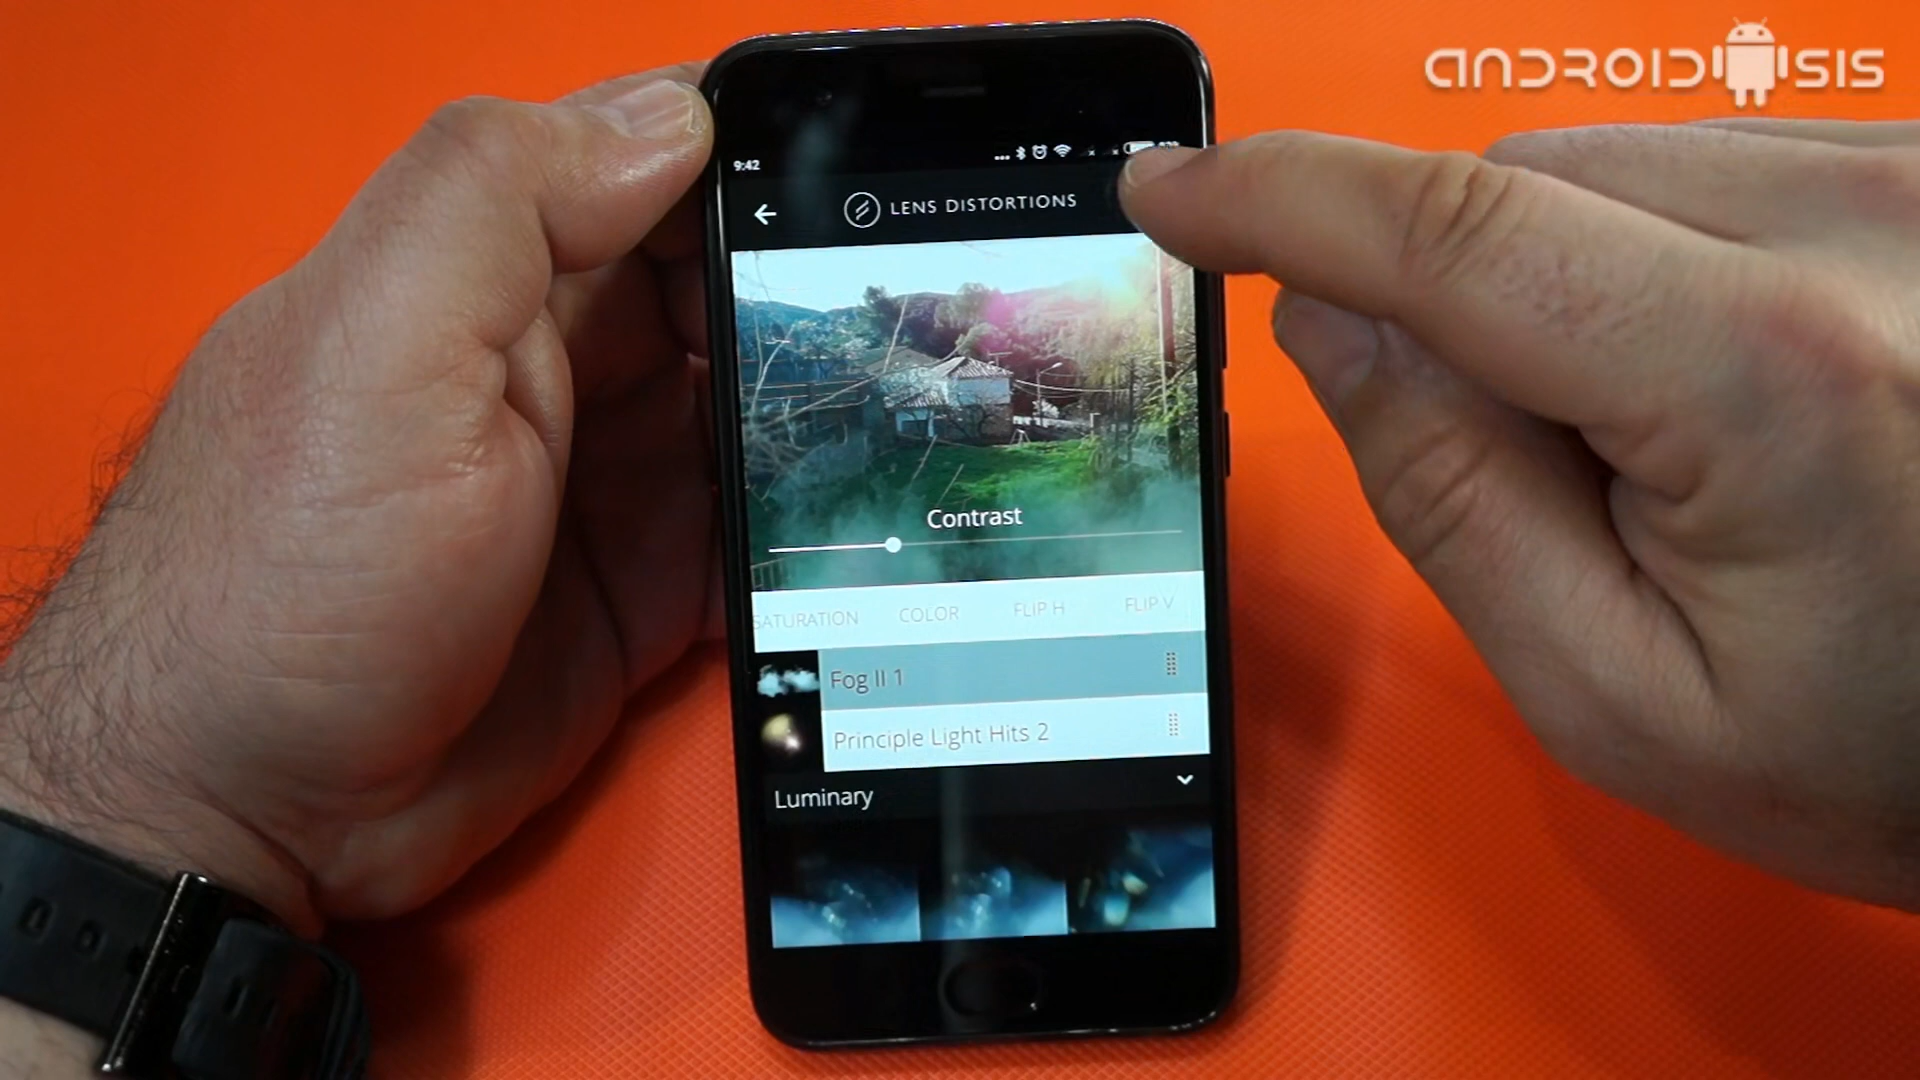 ANDROIDSIS
9:42
LENS DISTORTIONS
Contrast
SATURATION COLOR FLIP H FLIP V
Fog II 1
Principle Light Hits 2
Luminary